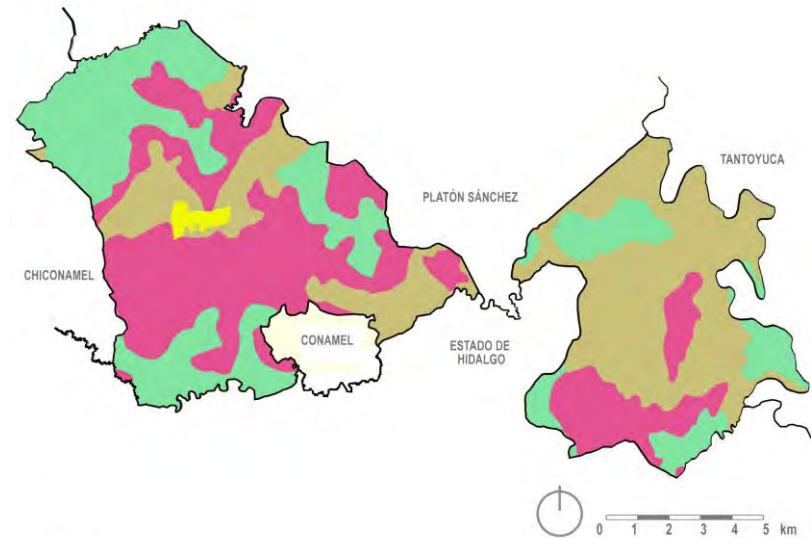 TANTOYUCA
PLATÓN SÁNCHEZ
CHICONAMEL
CONAMEL
ESTADO DE
HIDALGO
0 1 2 3 4 5 km